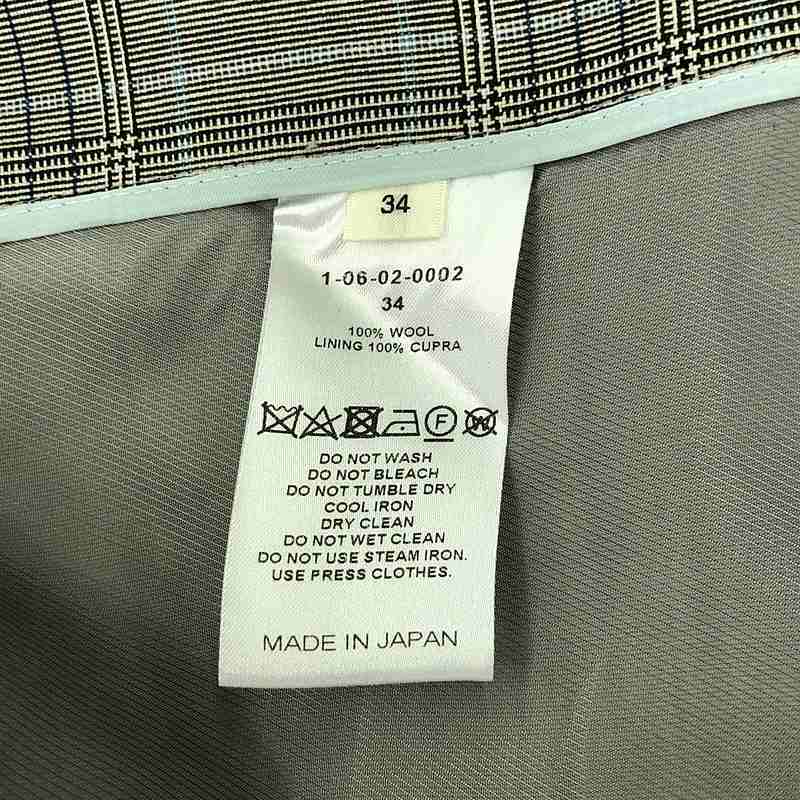 34
1-06-02-0002
34
100% WOOL
LINING 100% CUPRA
F W
DO NOT WASH
DO NOT BLEACH
DO NOT TUMBLE DRY
COOL IRON
DRY CLEAN
DO NOT WET CLEAN
DO NOT USE STEAM IRON.
USE PRESS CLOTHES.
MADE IN JAPAN